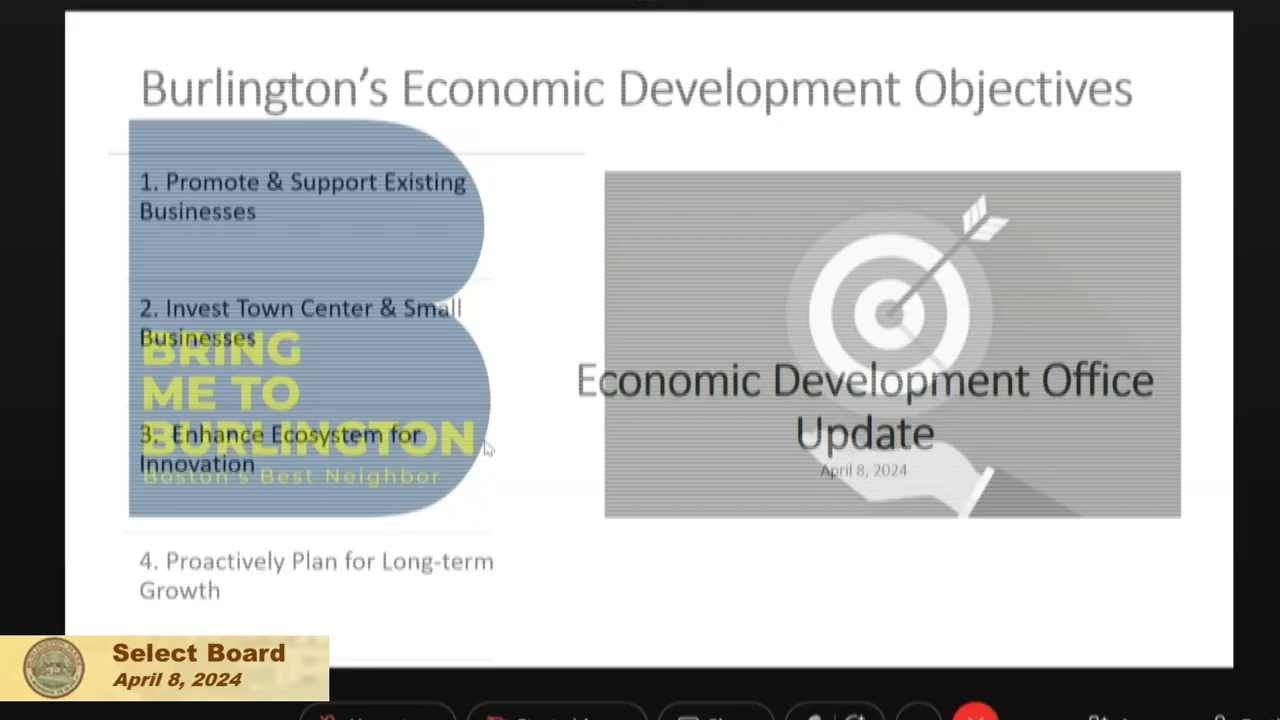 Burlington's Economic Development Objectives
1. Promote & Support Existing
Businesses
2. Invest Town Center & Small
Businesses
BRING
ME TO
BURLINGTON
Boston's Best Neighbor
3. Enhance Ecosystem for
Innovation
4. Proactively Plan for Long-term
Growth
Economic Development Office
Update
April 8, 2024
Select Board
April 8, 2024